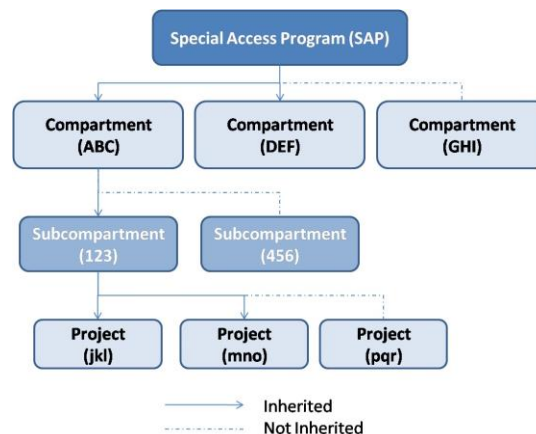 Special Access Program (SAP)
Compartment
(ABC)
Compartment
(DEF)
Compartment
(GHI)
Subcompartment
(123)
Subcompartment
(456)
Project
(jkl)
Project
(mno)
Project
(pqr)
Inherited
Not Inherited